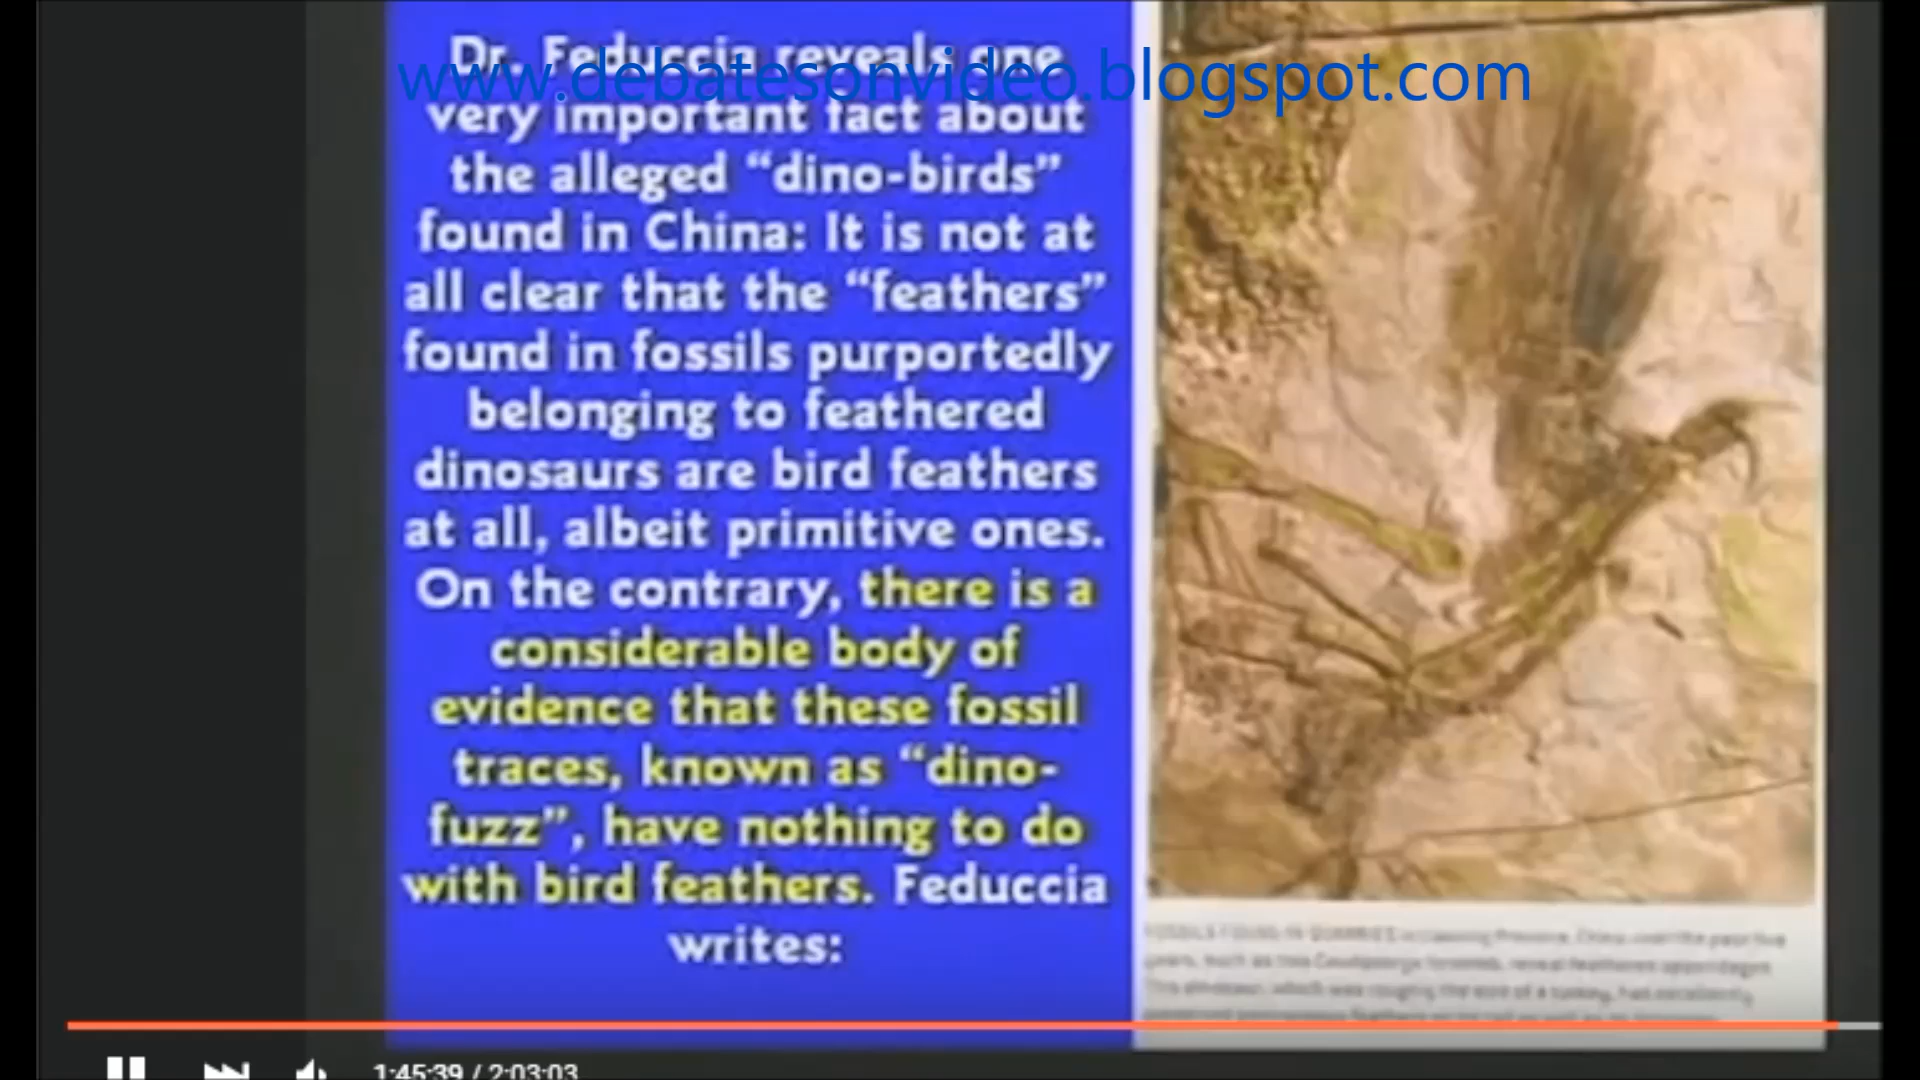 Dr. Feduccia reveals one
www.debatesonvideo.blogspot.com
very important fact about
the alleged “dino-birds”
found in China: It is not at
all clear that the “feathers”
found in fossils purportedly
belonging to feathered
dinosaurs are bird feathers
at all, albeit primitive ones.
On the contrary, there is a
considerable body of
evidence that these fossil
traces, known as “dino-
fuzz”, have nothing to do
with bird feathers. Feduccia
writes:
1:45:39 / 2:03:03